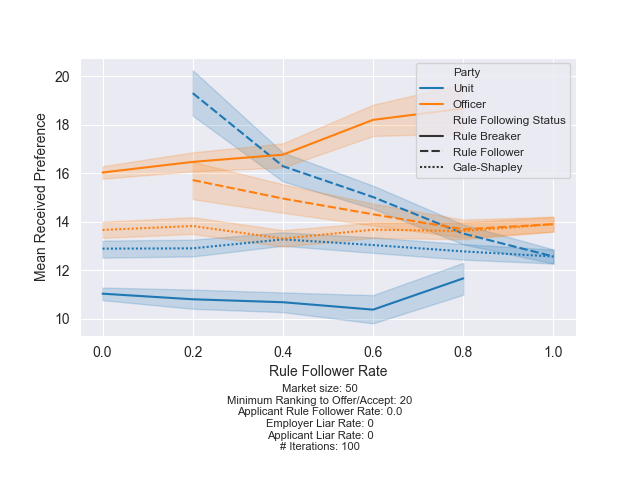 20
18
16
14
12
10
Mean Received Preference
Party
Unit
Officer
Rule Following Status
Rule Breaker
Rule Follower
Gale-Shapley
0.0
0.2
0.4
0.6
0.8
1.0
Rule Follower Rate
Market size: 50
Minimum Ranking to Offer/Accept: 20
Applicant Rule Follower Rate: 0.0
Employer Liar Rate: 0
Applicant Liar Rate: 0
# Iterations: 100